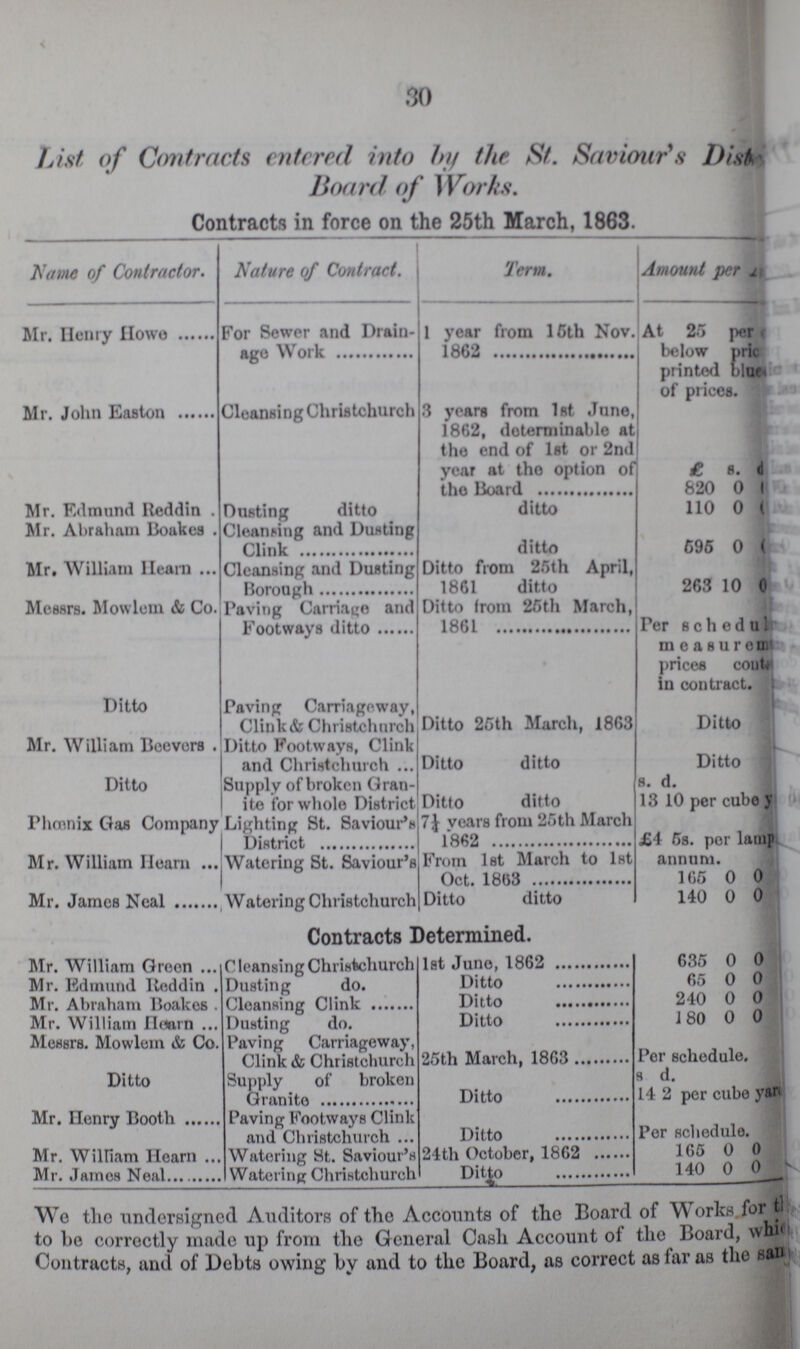 30
List of Contracts entered into by the St. Saviour's
Board of Works.
Contracts in force on the 25th March, 1863.
Name of Contractor. Nature of Contract. Term. Amount per
Mr. Henry Howe ...... For Sewer and Drain- 1 year from 15th Nov. At 25 per
age Work ............ 1862 ...................... below
printed
of prices.
Mr. John Easton ...... Cleansing Christchurch 3 years from 1st June,
1862, determinable at
the end of 1st or 2nd
year at the option of £ s. d
the Board ............... 820 0
Mr. Edmund Reddin . Dusting ditto ditto 110 0
Mr. Abraham Boakes . Cleansing and Dusting
Clink .................. ditto 595 0
Mr. William Hearn ... Cleansing and Dusting Ditto from 25th April,
Borough ............... 1861 ditto 263 10 0
Messrs. Mowlem & Co. Paving Carriage and Ditto from 25th March,
Footways ditto ...... 1861 ..................... Per
prices
in contract.
Ditto Paving Carriageway,
Clink & Christchurch Ditto 25th March, 1863 Ditto
Mr. William Beevers . Ditto Footways, Clink
and Christchurch ... Ditto ditto Ditto
Ditto Supply of broken Gran- s. d.
ite for whole District Ditto ditto 13 10 per cube
Phœnix Gas Company Lighting St. Saviour's 7¼ years from 25th March
District ............... 1862 ..................... £4 5s. per lamp
Mr. William Hearn ... Watering St. Saviour's From 1st March to 1st annum.
Oct. 1863 ............... 165 0 0
Mr. James Neal ....... Watering Christchurch Ditto ditto 140 0 0
Contracts Determined.
Mr. William Green ... Cleansing Christchurch 1st June, 1862 ............ 635 0 0
Mr. Edmund Reddin . Dusting do. Ditto ............ 65 0 0
Mr. Abraham Boakes . Cleansing Clink ....... Ditto ............ 240 0 0
Mr. William Hearn ... Dusting do. Ditto ............ 180 0 0
Messrs. Mowlem & Co. Paving Carriageway,
Clink & Christchurch 25th March, 1863 ......... Per schedule.
Ditto Supply of broken s d.
Granite ............... Ditto ............ 14 2 per cube
Mr. Henry Booth ...... Paving Footways Clink
and Christchurch ... Ditto ............ Per schedule.
Mr. William Hearn ... Watering St. Saviour's 24th October, 1862 ...... 165 0 0
Mr. James Neal......... Watering Christchurch Ditto ............ 140 0 0
We the undersigned Auditors of the Accounts of the Board of Works for
to be correctly made up from the General Cash Account of the Board,
Contracts, and of Debts owing by and to the Board, as correct as far as the